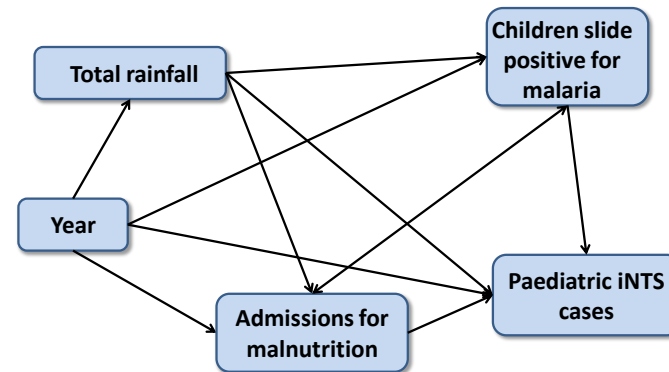 Children slide
positive for
malaria
Total rainfall
Year
Paediatric iNTS
cases
Admissions for
malnutrition